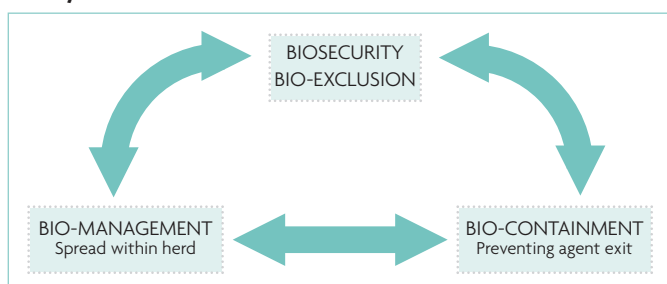 BIOSECURITY
BIO-EXCLUSION
BIO-MANAGEMENT
Spread within herd
BIO-CONTAINMENT
Preventing agent exit